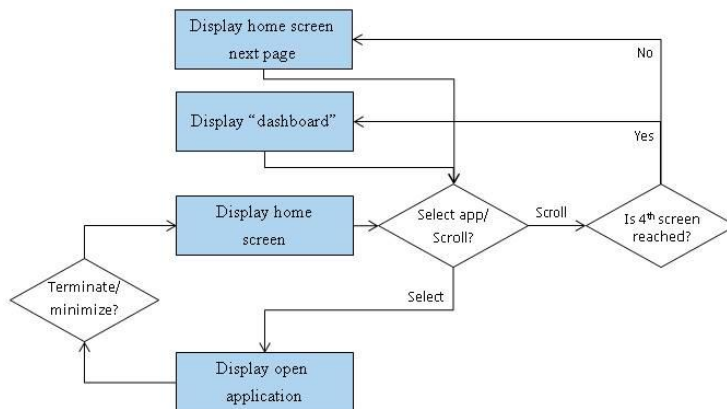 Display home screen
next page
No
Display “dashboard”
Yes
Display home
screen
Select app/
Scroll?
Scroll
Is 4th screen
reached?
Terminate/
minimize?
Select
Display open
application